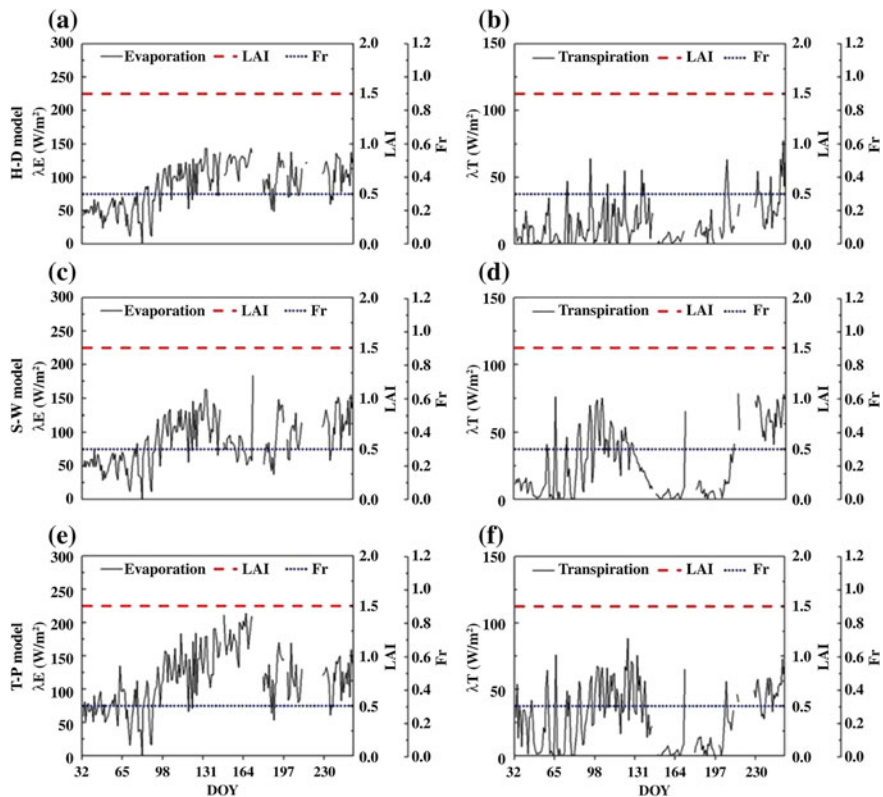 (a)
300
250
200
150
100
50
0
H-D model
λE (W/m²)
Evaporation LAI Fr
2.0
1.5
1.0
0.5
0.0
LAI
1.2
1.0
0.8
0.6
0.4
0.2
0.0
Fr
(b)
150
100
50
0
λT (W/m²)
Transpiration LAI Fr
2.0
1.5
1.0
0.5
0.0
LAI
1.2
1.0
0.8
0.6
0.4
0.2
0.0
Fr
(c)
300
250
200
150
100
50
0
S-W model
λE (W/m²)
Evaporation LAI Fr
2.0
1.5
1.0
0.5
0.0
LAI
1.2
1.0
0.8
0.6
0.4
0.2
0.0
Fr
(d)
150
100
50
0
λT (W/m²)
Transpiration LAI Fr
2.0
1.5
1.0
0.5
0.0
LAI
1.2
1.0
0.8
0.6
0.4
0.2
0.0
Fr
(e)
300
250
200
150
100
50
0
T-P model
λE (W/m²)
Evaporation LAI Fr
2.0
1.5
1.0
0.5
0.0
LAI
1.2
1.0
0.8
0.6
0.4
0.2
0.0
Fr
32 65 98 131 164 197 230
DOY
(f)
150
100
50
0
λT (W/m²)
Transpiration LAI Fr
2.0
1.5
1.0
0.5
0.0
LAI
1.2
1.0
0.8
0.6
0.4
0.2
0.0
Fr
32 65 98 131 164 197 230
DOY